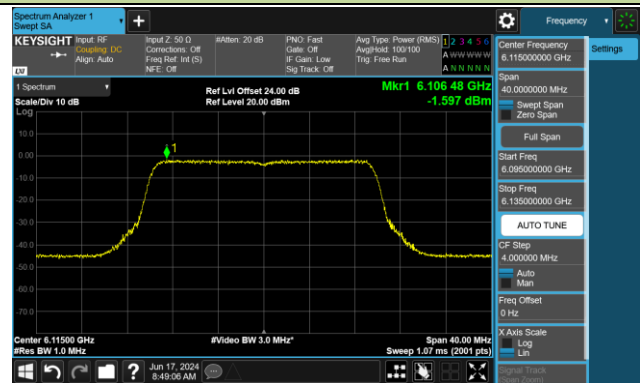 Spectrum Analyzer 1
Swept SA
+
Frequency
KEYSIGHT
Input: RF
Coupling: DC
Align: Auto
Input Z: 50 Ω
Corrections: Off
Freq Ref: Int (S)
NFE: Off
#Atten: 20 dB
PNO: Fast
Gate: Off
IF Gain: Low
Sig Track: Off
Avg Type: Power (RMS)
Avg|Hold: 100/100
Trig: Free Run
1 2 3 4 5 6
A W W W W W
A N N N N N
LXI
1 Spectrum
Scale/Div 10 dB
Log
Ref Lvl Offset 24.00 dB
Ref Level 20.00 dBm
Mkr1 6.106 48 GHz
-1.597 dBm
10.0
0.00
-10.0
-20.0
-30.0
-40.0
-50.0
-60.0
-70.0
1
Center 6.11500 GHz
#Res BW 1.0 MHz
#Video BW 3.0 MHz*
Span 40.00 MHz
Sweep 1.07 ms (2001 pts)
Center Frequency
6.115000000 GHz
Settings
Span
40.0000000 MHz
Swept Span
Zero Span
Full Span
Start Freq
6.095000000 GHz
Stop Freq
6.135000000 GHz
AUTO TUNE
CF Step
4.000000 MHz
Auto
Man
Freq Offset
0 Hz
X Axis Scale
Log
Lin
Signal Track
(Span Zoom)
?
Jun 17, 2024
8:49:06 AM